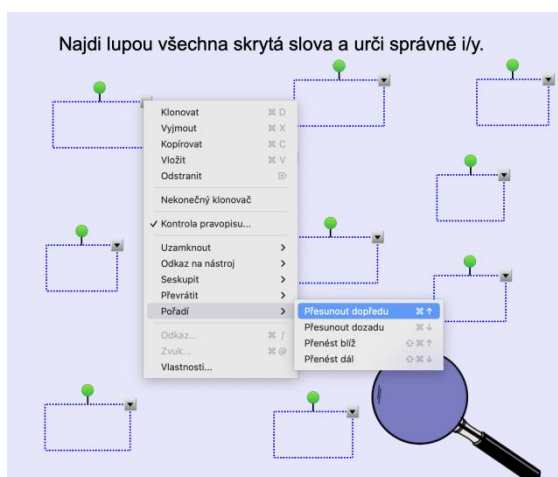 Najdi lupou všechna skrytá slova a urči správně i/y.
Klonovat ⌘ D
Vyjmout ⌘ X
Kopírovat ⌘ C
Vložit ⌘ V
Odstranit ⌦
Nekonečný klonovač
✓ Kontrola pravopisu...
Uzamknout >
Odkaz na nástroj >
Seskupit >
Převrátit >
Pořadí >
Přesunout dopředu ⌘ ↑
Přesunout dozadu ⌘ ↓
Přenést blíž ⇧ ⌘ ↑
Přenést dál ⇧ ⌘ ↓
Odkaz... ⌘ /
Zvuk... ⌘ @
Vlastnosti...